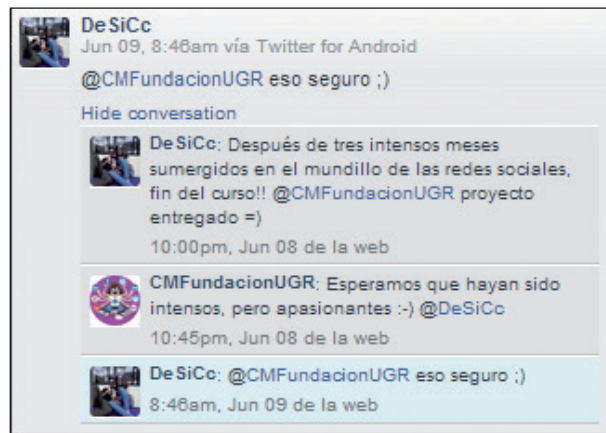 DeSiCc
Jun 09, 8:46am vía Twitter for Android
@CMFundacionUGR eso seguro ;)
Hide conversation
DeSiCc: Después de tres intensos meses
sumergidos en el mundillo de las redes sociales,
fin del curso!! @CMFundacionUGR proyecto
entregado =)
10:00pm, Jun 08 de la web
CMFundacionUGR: Esperamos que hayan sido
intensos, pero apasionantes :-) @DeSiCc
10:45pm, Jun 08 de la web
DeSiCc: @CMFundacionUGR eso seguro ;)
8:46am, Jun 09 de la web